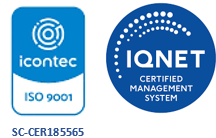 icontec
ISO 9001
SC-CER185565
IQNET
CERTIFIED
MANAGEMENT
SYSTEM